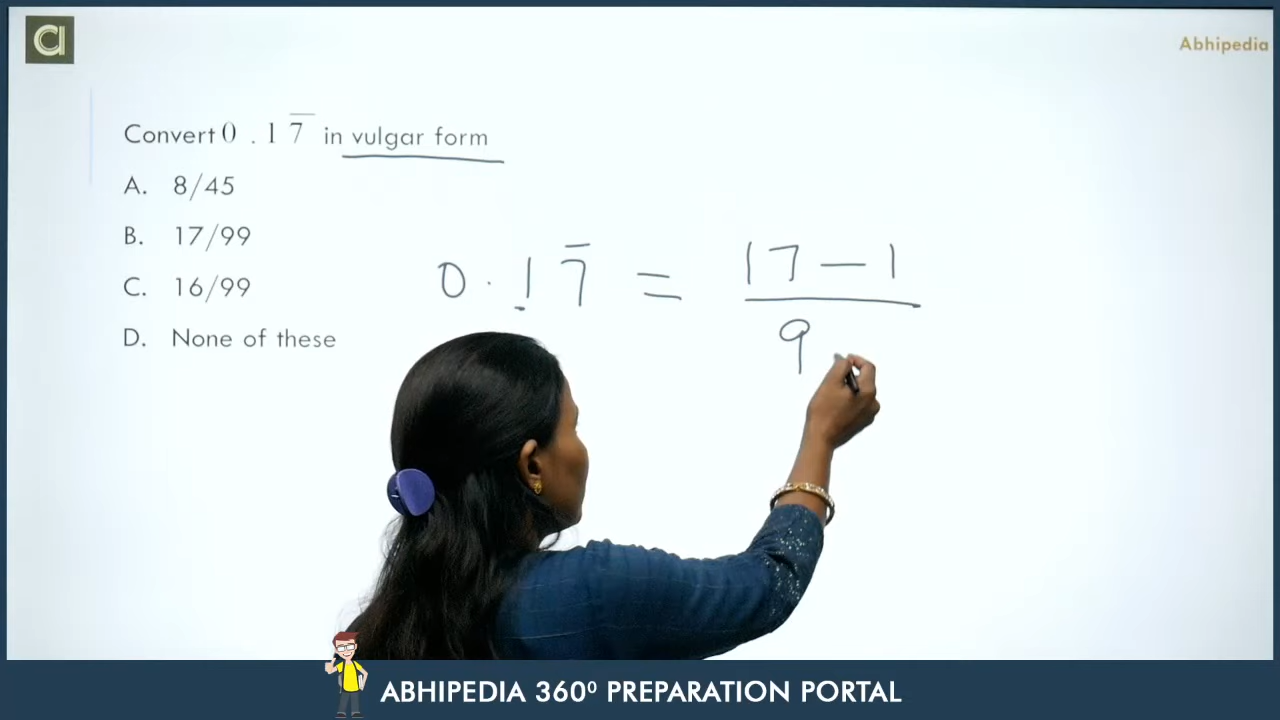 Abhipedia
Convert 0 . 1 7̅ in vulgar form
A. 8/45
B. 17/99
C. 16/99
D. None of these
0 . 1 7̅ = 17 – 1
9
ABHIPEDIA 360⁰ PREPARATION PORTAL